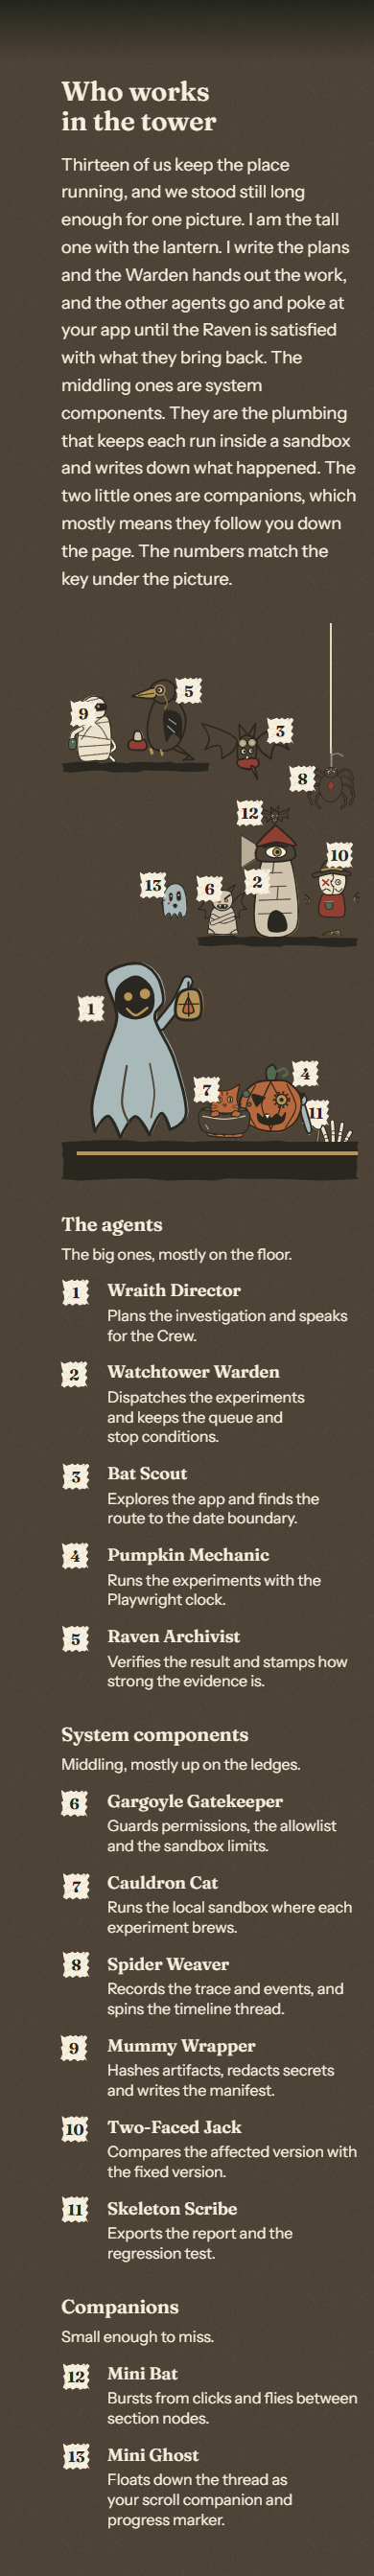 Who works
in the tower
Thirteen of us keep the place
running, and we stood still long
enough for one picture. I am the tall
one with the lantern. I write the plans
and the Warden hands out the work,
and the other agents go and poke at
your app until the Raven is satisfied
with what they bring back. The
middling ones are system
components. They are the plumbing
that keeps each run inside a sandbox
and writes down what happened. The
two little ones are companions, which
mostly means they follow you down
the page. The numbers match the
key under the picture.
5
9
3
8
12
10
13
6
2
1
4
7
11
The agents
The big ones, mostly on the floor.
1 Wraith Director
Plans the investigation and speaks
for the Crew.
2 Watchtower Warden
Dispatches the experiments
and keeps the queue and
stop conditions.
3 Bat Scout
Explores the app and finds the
route to the date boundary.
4 Pumpkin Mechanic
Runs the experiments with the
Playwright clock.
5 Raven Archivist
Verifies the result and stamps how
strong the evidence is.
System components
Middling, mostly up on the ledges.
6 Gargoyle Gatekeeper
Guards permissions, the allowlist
and the sandbox limits.
7 Cauldron Cat
Runs the local sandbox where each
experiment brews.
8 Spider Weaver
Records the trace and events, and
spins the timeline thread.
9 Mummy Wrapper
Hashes artifacts, redacts secrets
and writes the manifest.
10 Two-Faced Jack
Compares the affected version with
the fixed version.
11 Skeleton Scribe
Exports the report and the
regression test.
Companions
Small enough to miss.
12 Mini Bat
Bursts from clicks and flies between
section nodes.
13 Mini Ghost
Floats down the thread as
your scroll companion and
progress marker.